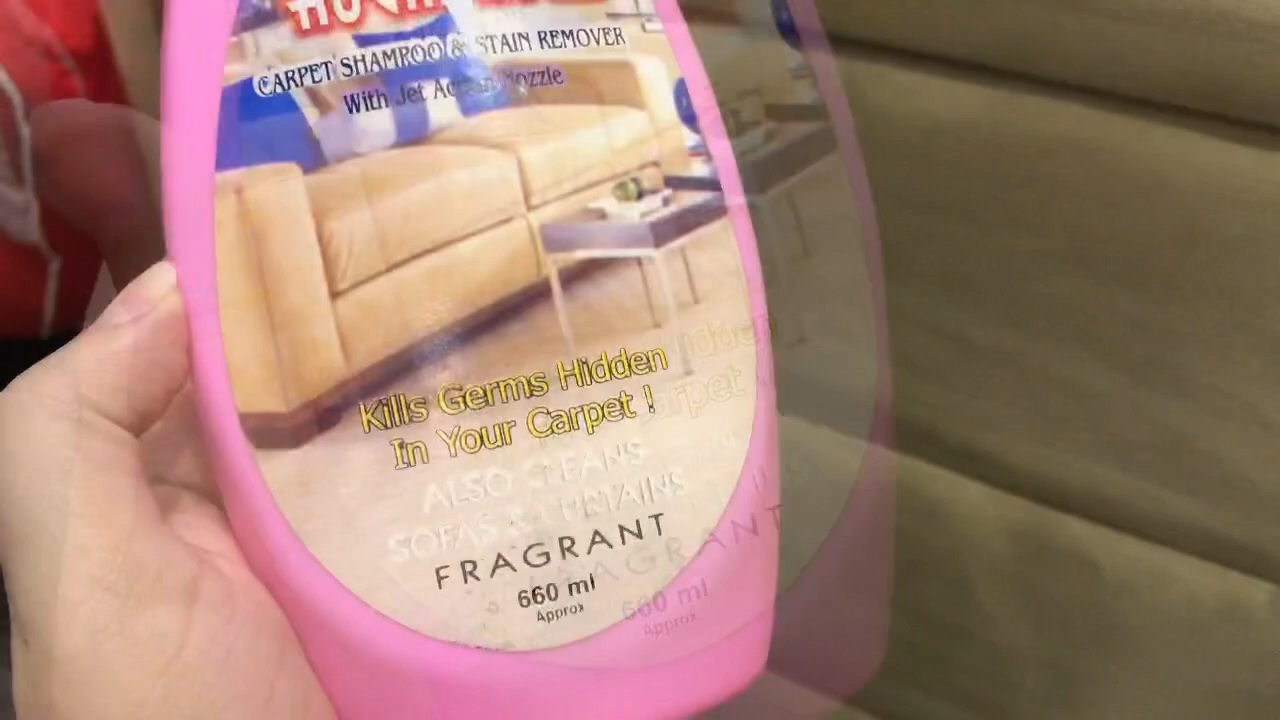 CARPET SHAMPOO & STAIN REMOVER
With Jet Action Nozzle
Kills Germs Hidden
In Your Carpet !
ALSO CLEANS
SOFAS & CURTAINS
FRAGRANT
660 ml
Approx